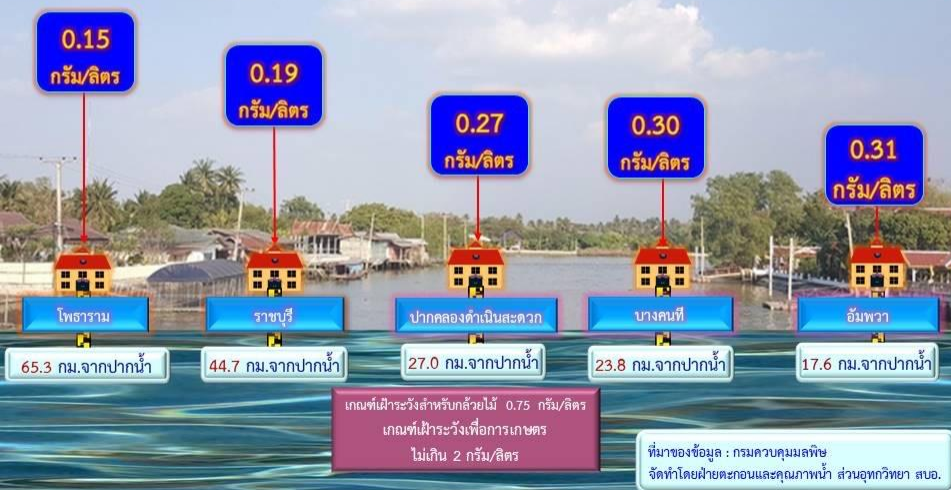 0.15
กรัม/ลิตร
0.19
กรัม/ลิตร
0.27
กรัม/ลิตร
0.30
กรัม/ลิตร
0.31
กรัม/ลิตร
โพธาราม
ราชบุรี
ปากคลองดำเนินสะดวก
บางคนที
อัมพวา
65.3 กม.จากปากน้ำ
44.7 กม.จากปากน้ำ
27.0 กม.จากปากน้ำ
23.8 กม.จากปากน้ำ
17.6 กม.จากปากน้ำ
เกณฑ์เฝ้าระวังสำหรับกล้วยไม้ 0.75 กรัม/ลิตร
เกณฑ์เฝ้าระวังเพื่อการเกษตร
ไม่เกิน 2 กรัม/ลิตร
ที่มาของข้อมูล : กรมควบคุมมลพิษ
จัดทำโดยฝ่ายตะกอนและคุณภาพน้ำ ส่วนอุทกวิทยา สบอ.